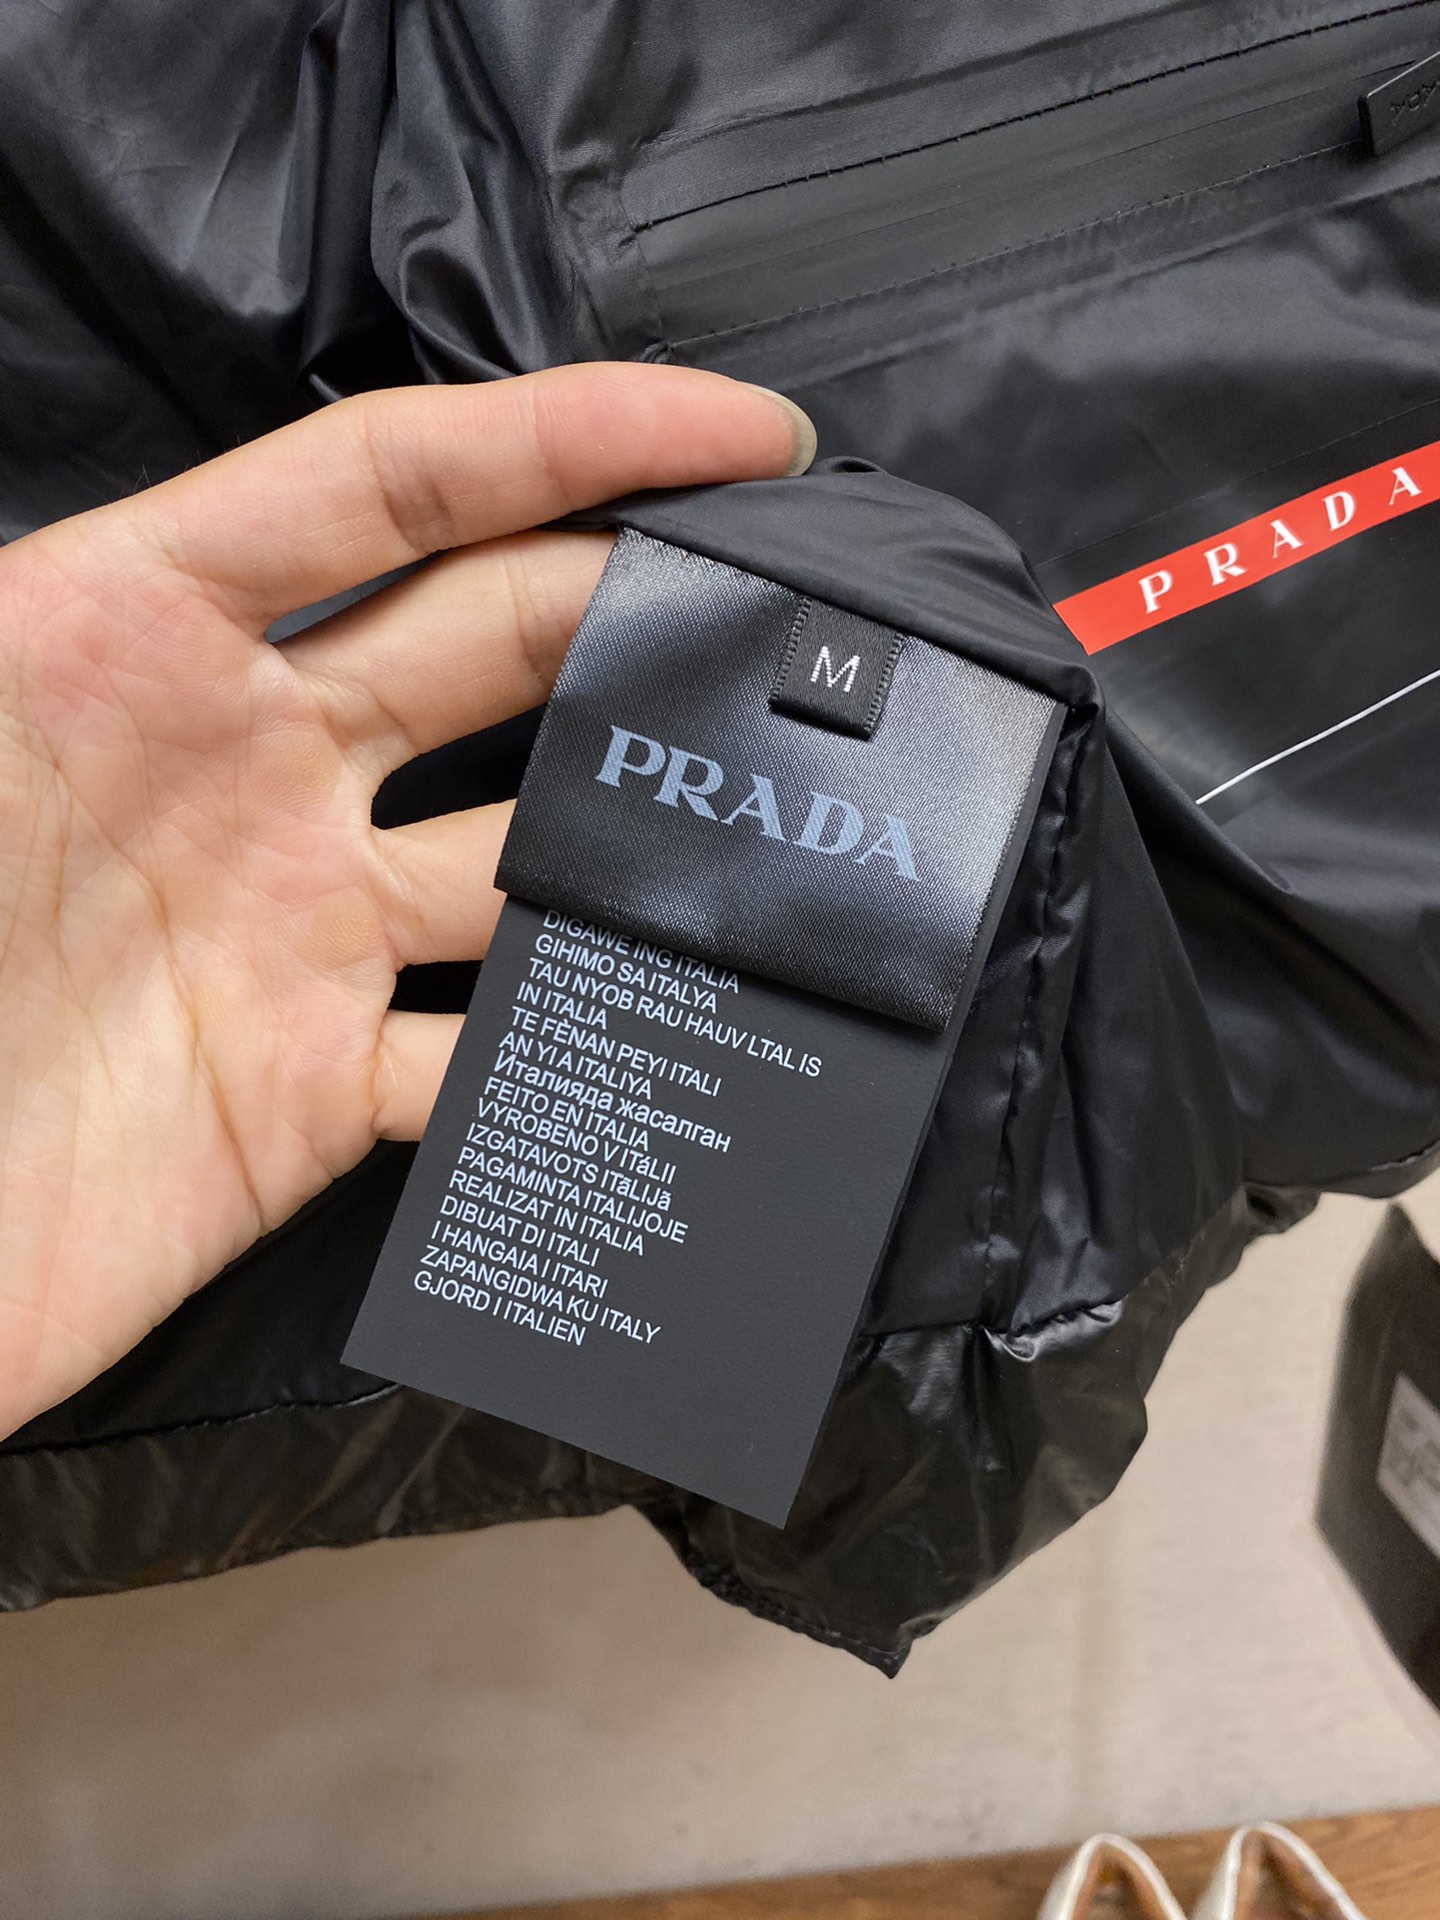 PRADA
M
PRADA
DIGAWE ING ITALIA
GIHIMO SA ITALYA
TAU NYOB RAU HAUV LTAL IS
IN ITALIA
TE FÈNAN PEYI ITALI
AN YI A ITALIYA
Италияда жасалган
FEITO EN ITALIA
VYROBENO V ITáLII
IZGATAVOTS ITãLIJã
PAGAMINTA ITALIJOJE
REALIZAT IN ITALIA
DIBUAT DI ITALI
I HANGAIA I ITARI
ZAPANGIDWA KU ITALY
GJORD I ITALIEN